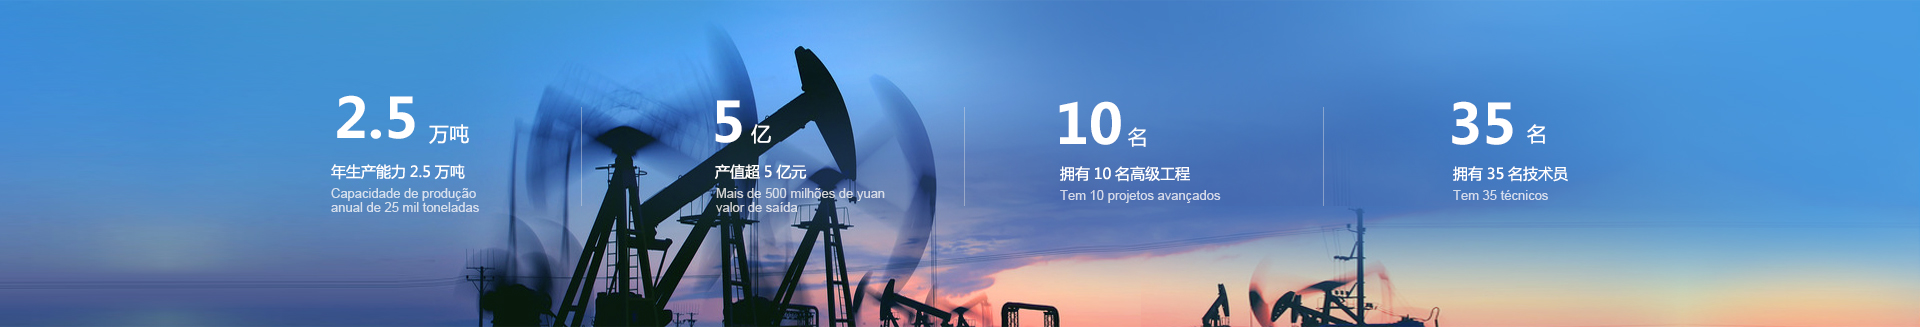 2.5 万吨
年生产能力 2.5 万吨
Capacidade de produção
anual de 25 mil toneladas
5 亿
产值超 5 亿元
Mais de 500 milhões de yuan
valor de saída
10 名
拥有 10 名高级工程
Tem 10 projetos avançados
35 名
拥有 35 名技术员
Tem 35 técnicos